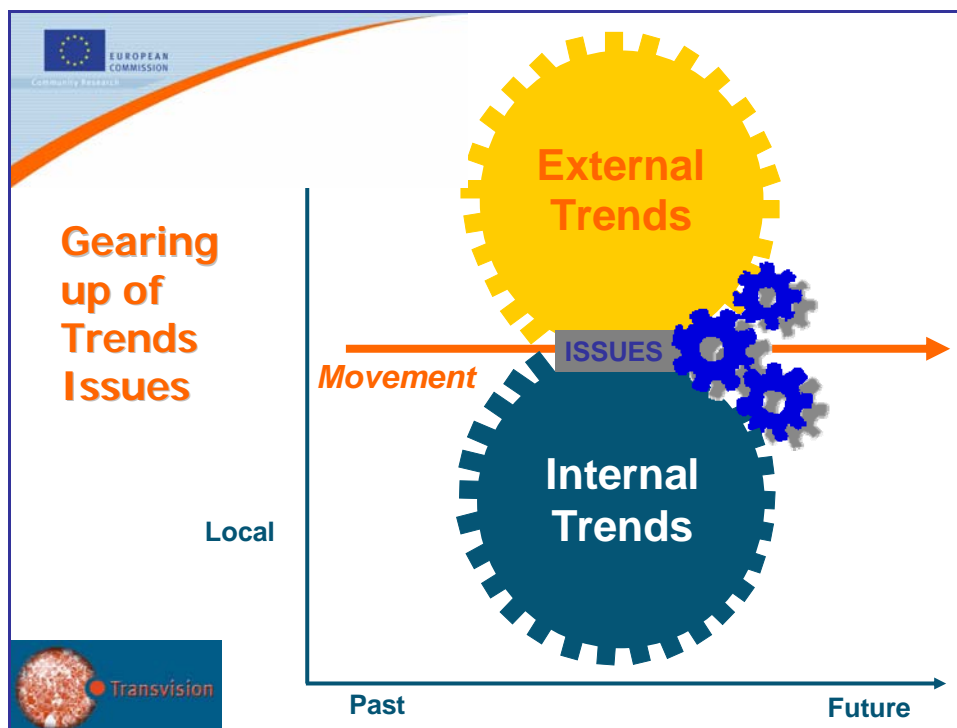 EUROPEAN
COMMISSION
Community Research
Gearing
up of
Trends
Issues
External
Trends
ISSUES
Movement
Internal
Trends
Local
Past
Future
Transvision